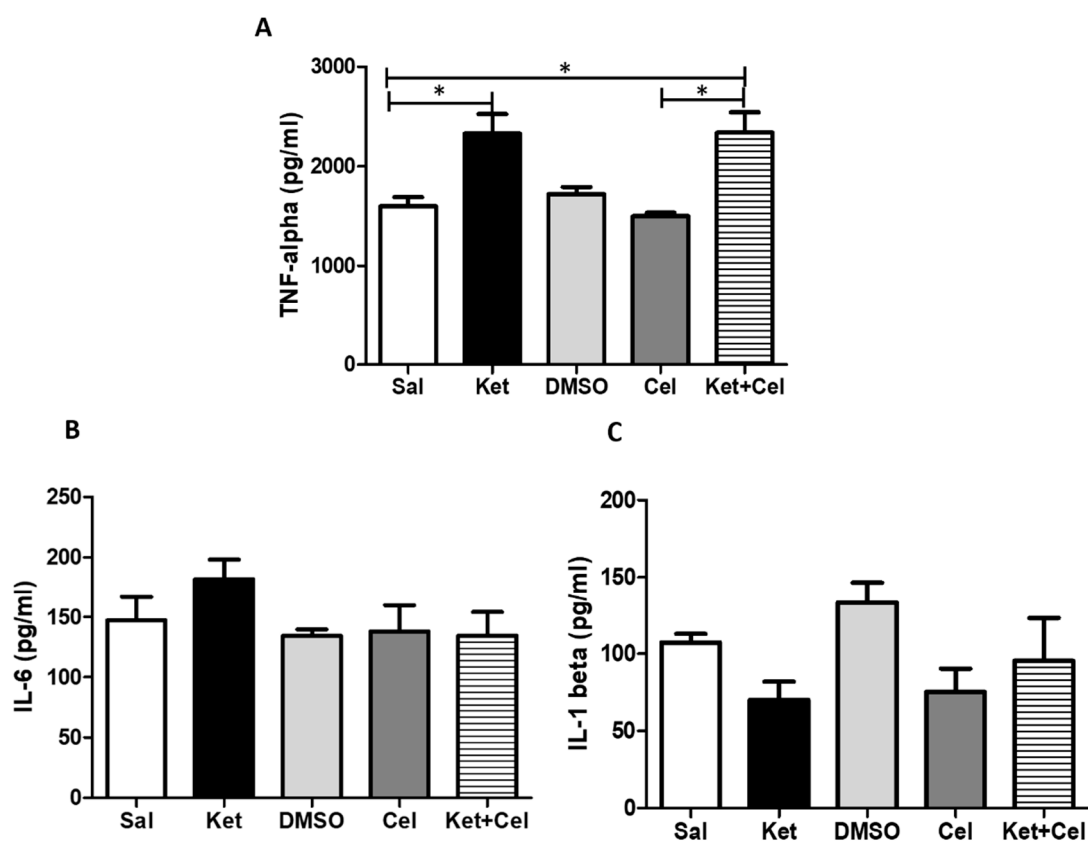 A
TNF-alpha (pg/ml)
3000
2000
1000
0
*
*
*
Sal Ket DMSO Cel Ket+Cel
B
IL-6 (pg/ml)
250
200
150
100
50
0
Sal Ket DMSO Cel Ket+Cel
C
IL-1 beta (pg/ml)
200
150
100
50
0
Sal Ket DMSO Cel Ket+Cel